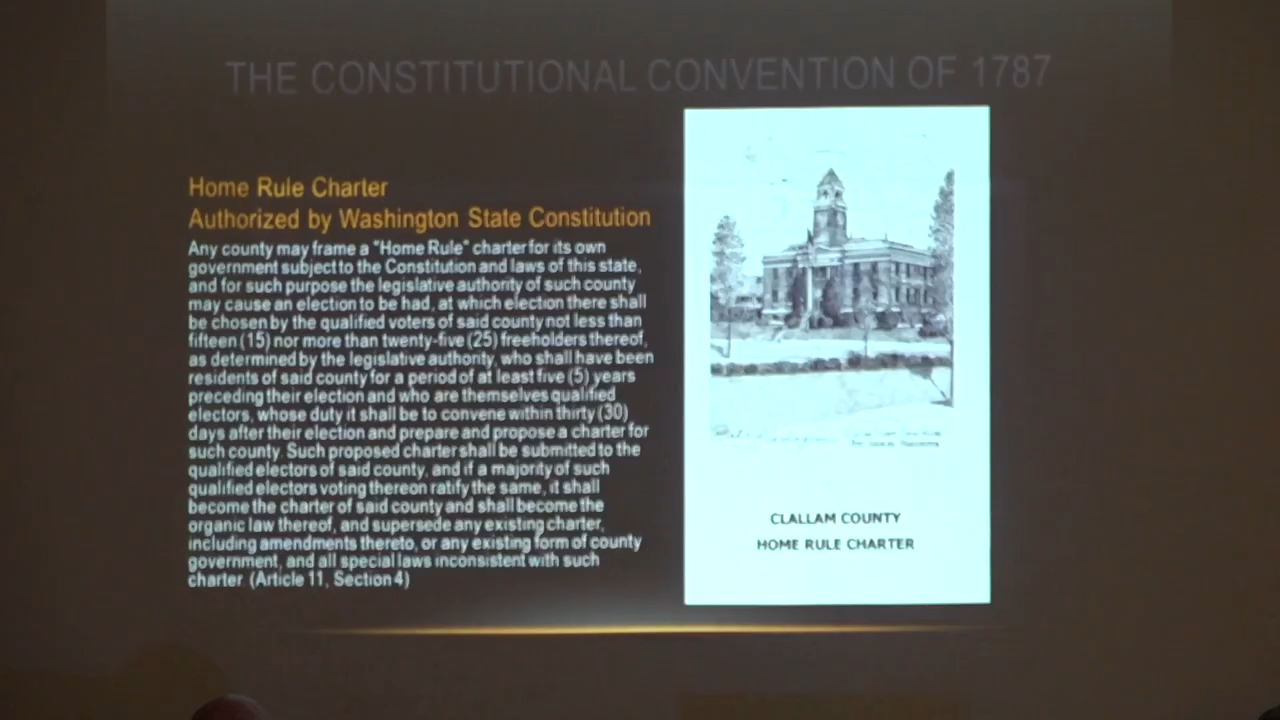 THE CONSTITUTIONAL CONVENTION OF 1787
Home Rule Charter
Authorized by Washington State Constitution
Any county may frame a "Home Rule" charter for its own
government subject to the Constitution and laws of this state,
and for such purpose the legislative authority of such county
may cause an election to be had, at which election there shall
be chosen by the qualified voters of said county not less than
fifteen (15) nor more than twenty-five (25) freeholders thereof,
as determined by the legislative authority, who shall have been
residents of said county for a period of at least five (5) years
preceding their election and who are themselves qualified
electors, whose duty it shall be to convene within thirty (30)
days after their election and prepare and propose a charter for
such county. Such proposed charter shall be submitted to the
qualified electors of said county, and if a majority of such
qualified electors voting thereon ratify the same, it shall
become the charter of said county and shall become the
organic law thereof, and supersede any existing charter,
including amendments thereto, or any existing form of county
government, and all special laws inconsistent with such
charter (Article 11, Section 4)
CLALLAM COUNTY
HOME RULE CHARTER